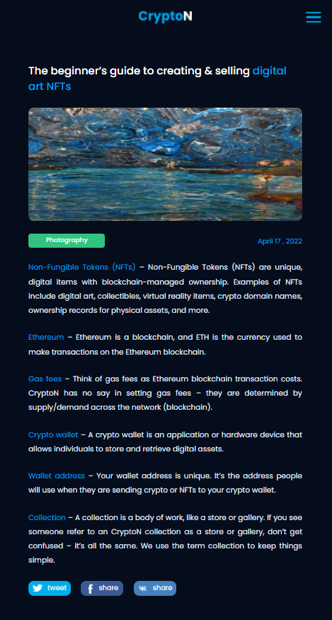 CryptoN
The beginner's guide to creating & selling digital
art NFTs
Photography
April 17 , 2022
Non-Fungible Tokens (NFTs) – Non-Fungible Tokens (NFTs) are unique,
digital items with blockchain-managed ownership. Examples of NFTs
include digital art, collectibles, virtual reality items, crypto domain names,
ownership records for physical assets, and more.
Ethereum – Ethereum is a blockchain, and ETH is the currency used to
make transactions on the Ethereum blockchain.
Gas fees – Think of gas fees as Ethereum blockchain transaction costs.
CryptoN has no say in setting gas fees – they are determined by
supply/demand across the network (blockchain).
Crypto wallet – A crypto wallet is an application or hardware device that
allows individuals to store and retrieve digital assets.
Wallet address – Your wallet address is unique. It's the address people
will use when they are sending crypto or NFTs to your crypto wallet.
Collection – A collection is a body of work, like a store or gallery. If you see
someone refer to an CryptoN collection as a store or gallery, don't get
confused – it's all the same. We use the term collection to keep things
simple.
tweet share share